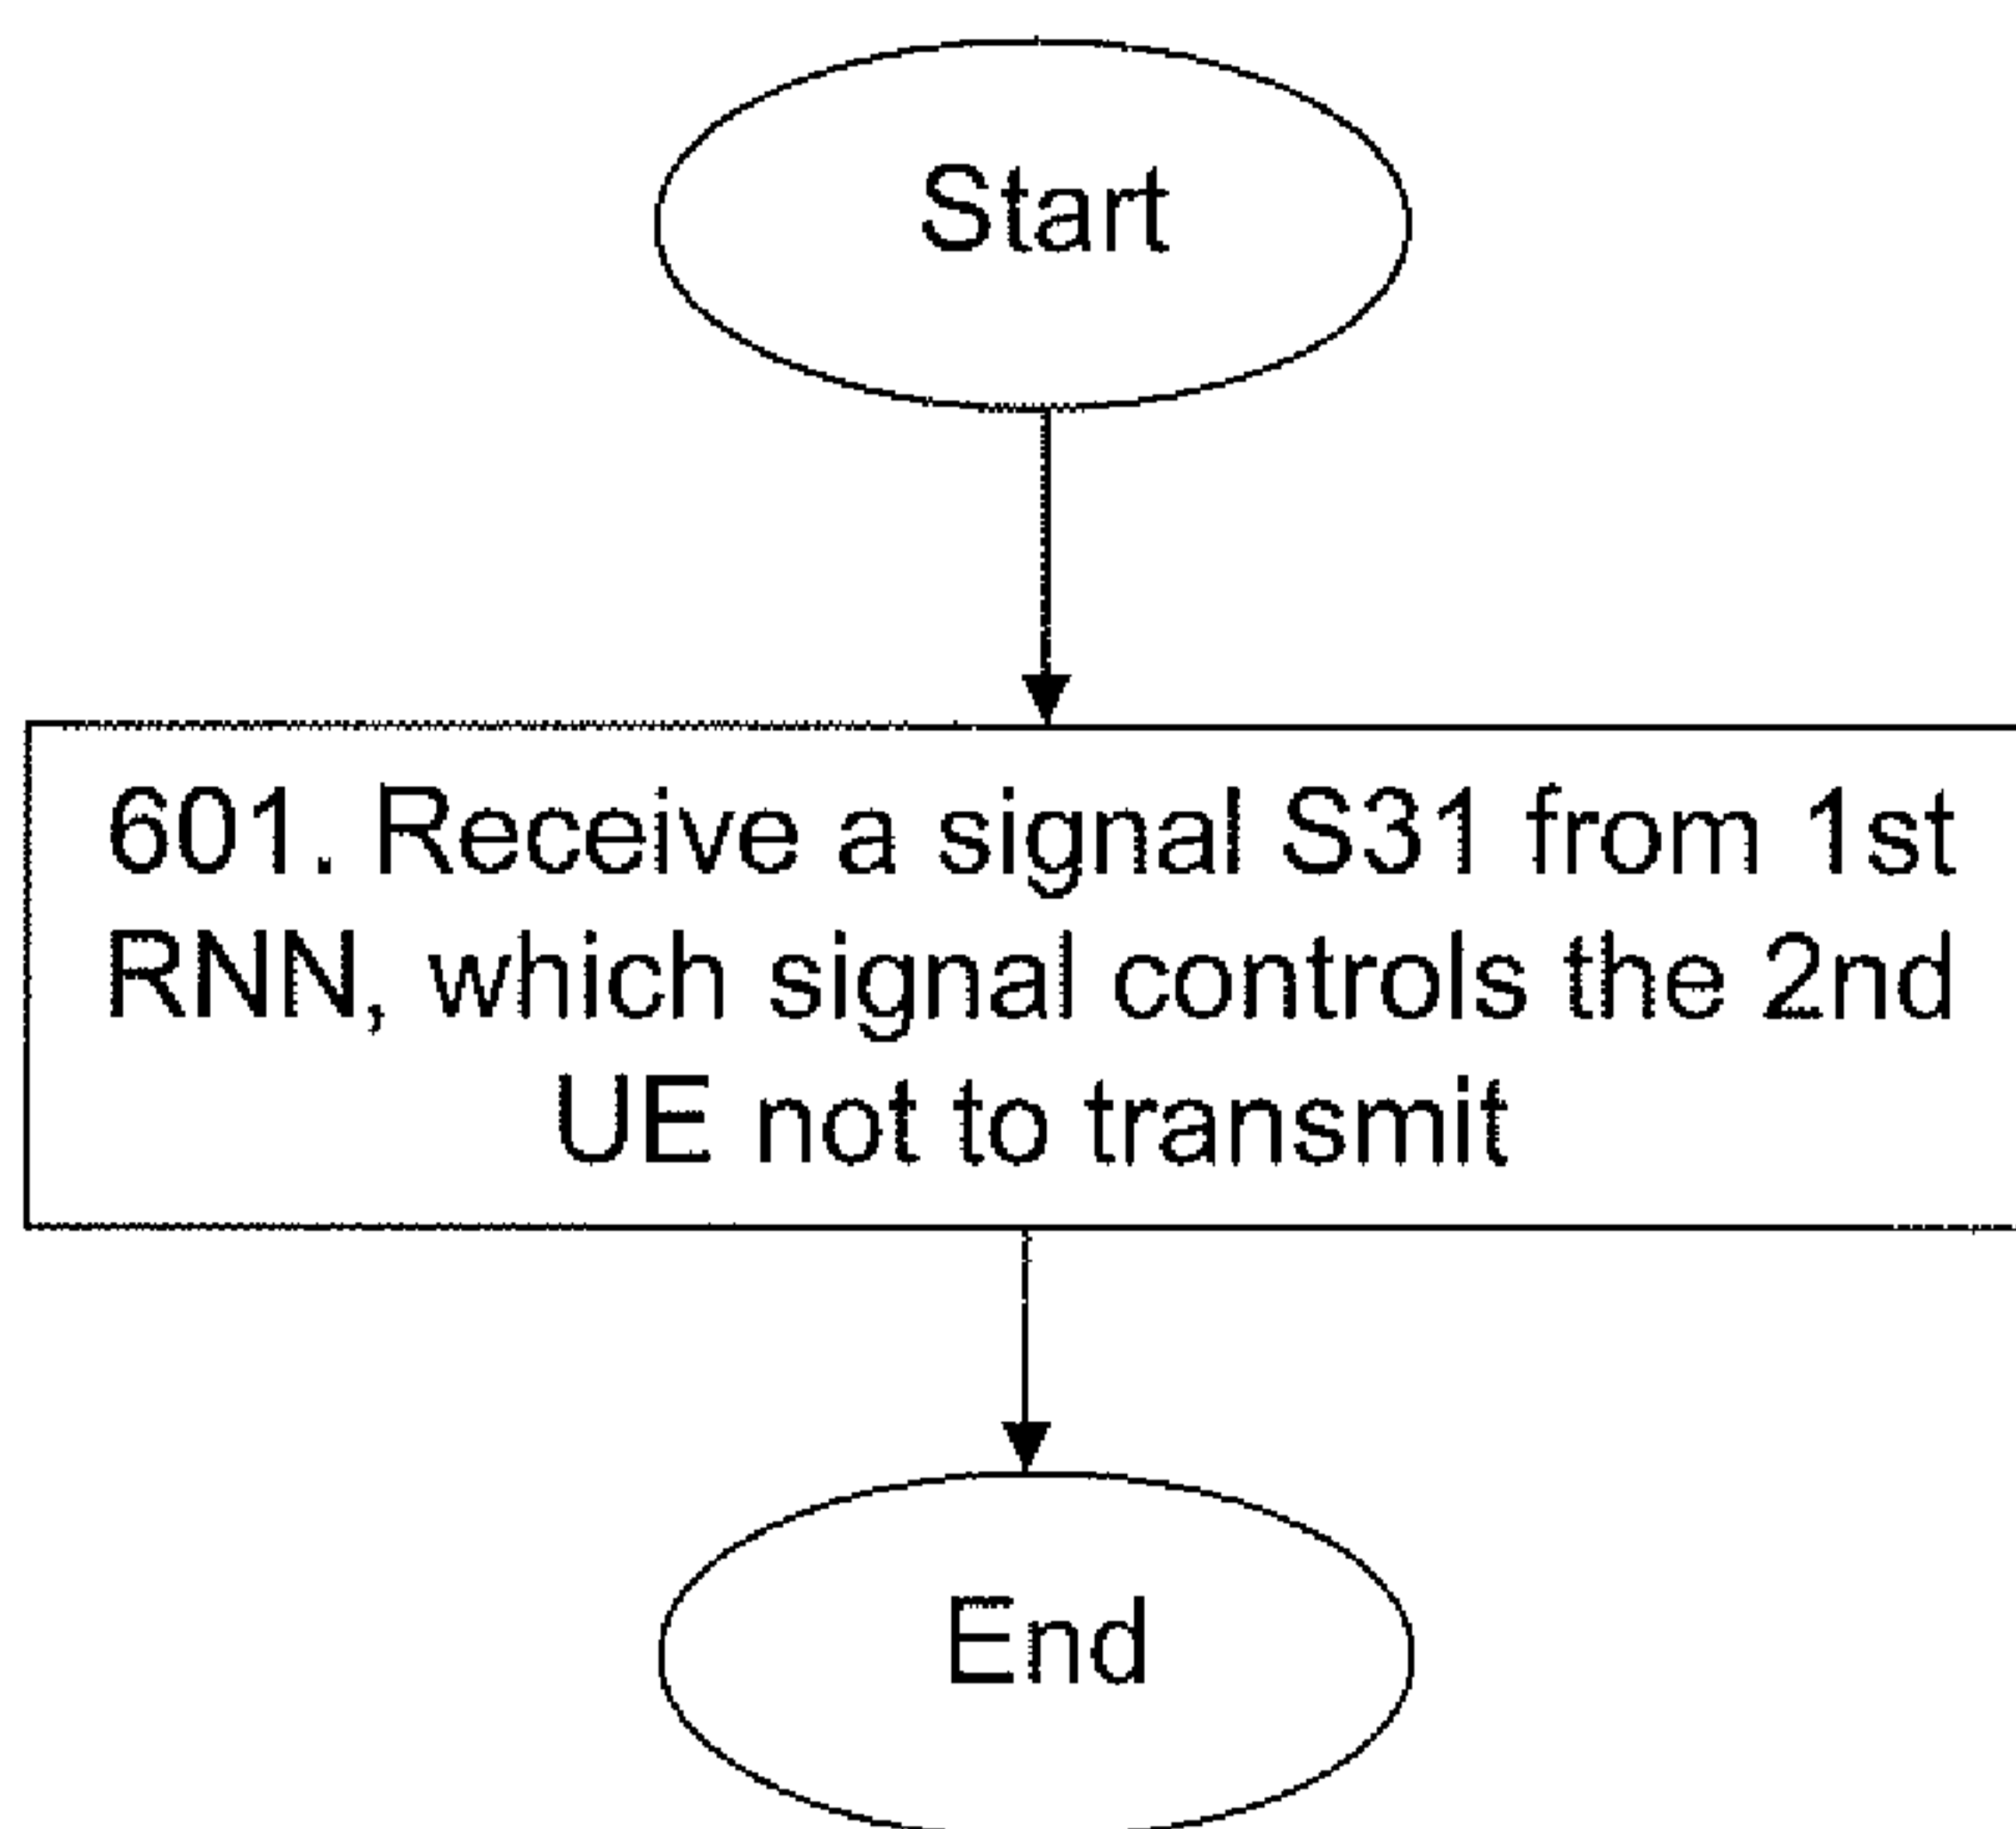 Start
601. Receive a signal S31 from 1st
RNN, which signal controls the 2nd
UE not to transmit
End